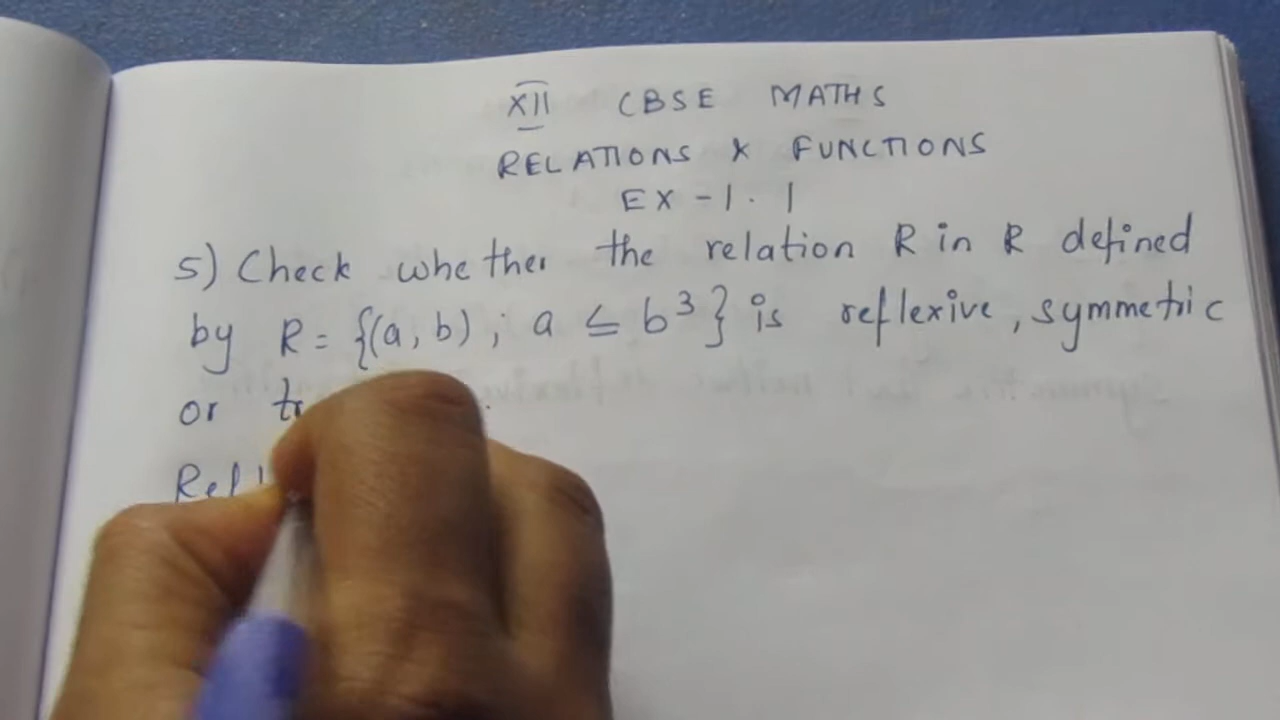 XII CBSE MATHS
RELATIONS & FUNCTIONS
EX - 1.1
5) Check whether the relation R in R defined
by R = {(a, b) ; a ≤ b³} is reflexive, symmetric
or